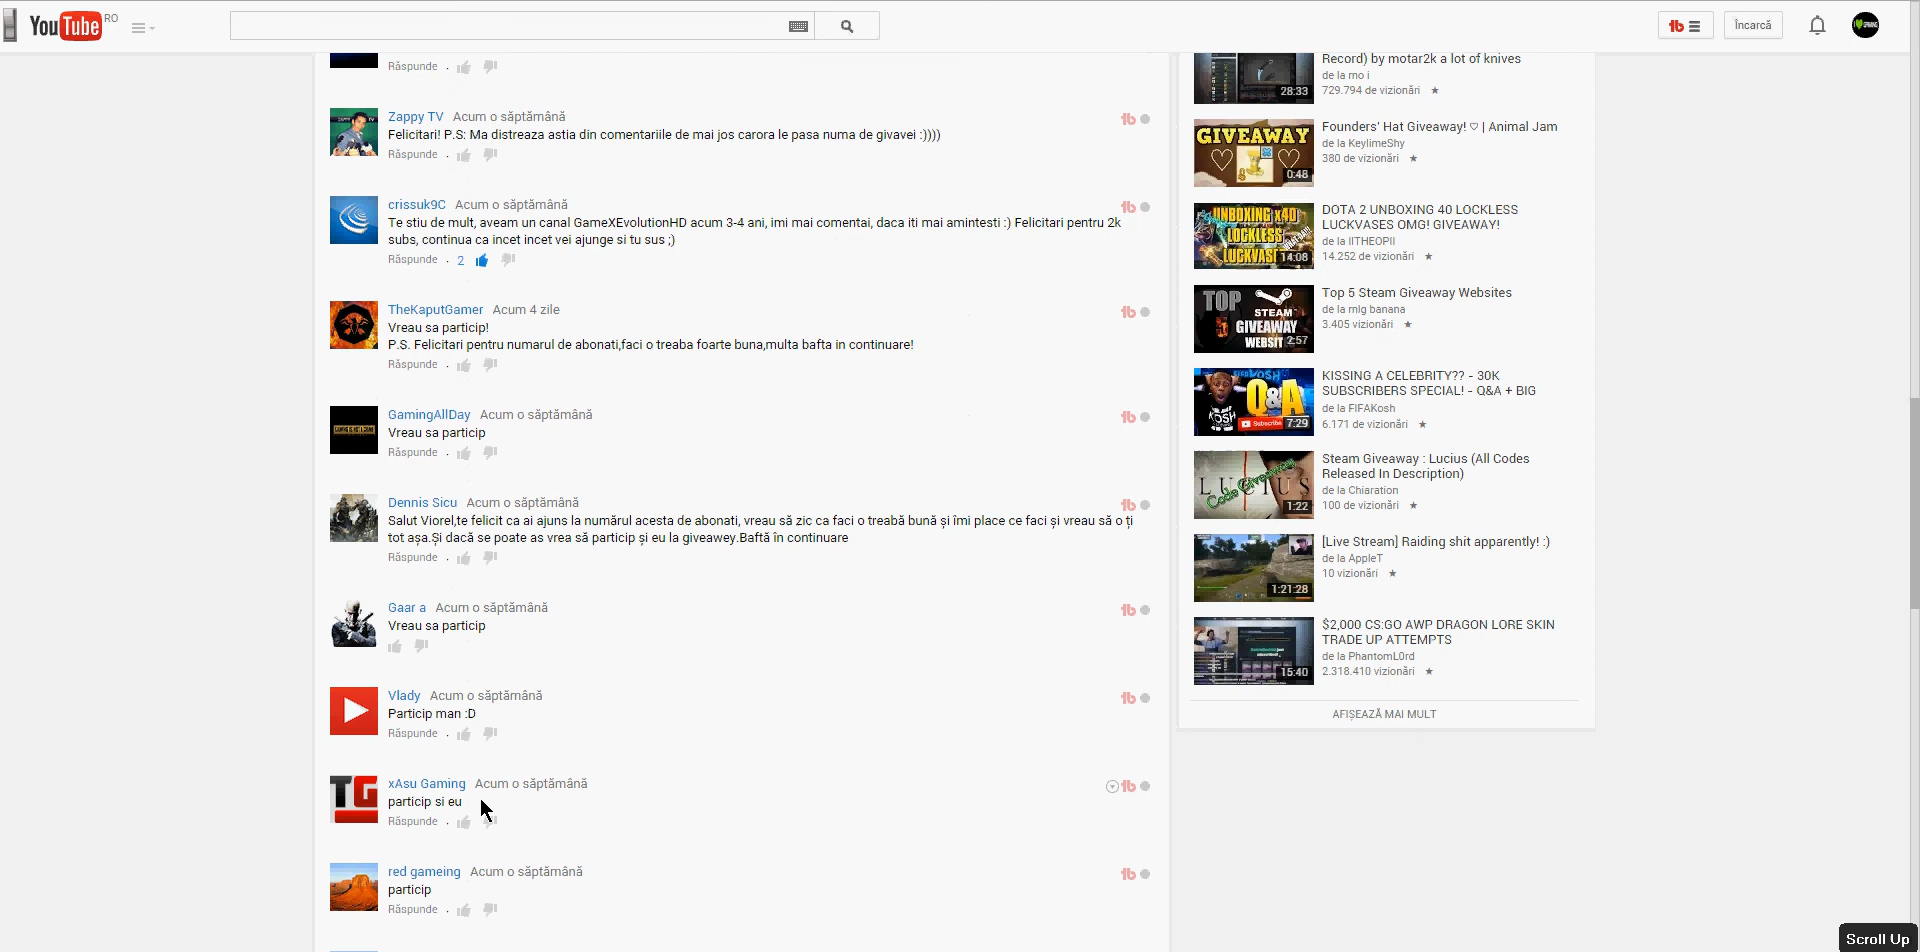 YouTube RO
Încarcă
Răspunde .
Zappy TV Acum o săptămână
Felicitari! P.S: Ma distreaza astia din comentariile de mai jos carora le pasa numa de givavei :))))
Răspunde .
crissuk9C Acum o săptămână
Te stiu de mult, aveam un canal GameXEvolutionHD acum 3-4 ani, imi mai comentai, daca iti mai amintesti :) Felicitari pentru 2k
subs, continua ca incet incet vei ajunge si tu sus ;)
Răspunde . 2
TheKaputGamer Acum 4 zile
Vreau sa particip!
P.S. Felicitari pentru numarul de abonati,faci o treaba foarte buna,multa bafta in continuare!
Răspunde .
GamingAllDay Acum o săptămână
Vreau sa particip
Răspunde .
Dennis Sicu Acum o săptămână
Salut Viorel,te felicit ca ai ajuns la numărul acesta de abonati, vreau să zic ca faci o treabă bună și îmi place ce faci și vreau să o ți
tot așa.Și dacă se poate as vrea să particip și eu la giveawey.Baftă în continuare
Răspunde .
Gaar a Acum o săptămână
Vreau sa particip
Vlady Acum o săptămână
Particip man :D
Răspunde .
xAsu Gaming Acum o săptămână
particip si eu
Răspunde .
red gameing Acum o săptămână
particip
Răspunde .
Record) by motar2k a lot of knives
de la mo i
729.794 de vizionări
28:33
Founders' Hat Giveaway! ♡ | Animal Jam
de la KeylimeShy
380 de vizionări
GIVEAWAY
0:48
DOTA 2 UNBOXING 40 LOCKLESS
LUCKVASES OMG! GIVEAWAY!
de la IITHEOPII
14.252 de vizionări
UNBOXING x40
LOCKLESS
LUCKVASE
14:08
Top 5 Steam Giveaway Websites
de la mlg banana
3.405 vizionări
TOP
STEAM
GIVEAWAY
WEBSIT
2:57
KISSING A CELEBRITY?? - 30K
SUBSCRIBERS SPECIAL! - Q&A + BIG
de la FIFAKosh
6.171 de vizionări
Q&A
KOSH
Subscribe
7:29
Steam Giveaway : Lucius (All Codes
Released In Description)
de la Chiaration
100 de vizionări
LUCIUS
Code Giveaway
1:22
[Live Stream] Raiding shit apparently! :)
de la AppleT
10 vizionări
1:21:28
$2,000 CS:GO AWP DRAGON LORE SKIN
TRADE UP ATTEMPTS
de la PhantomL0rd
2.318.410 vizionări
15:40
AFIȘEAZĂ MAI MULT
Scroll Up